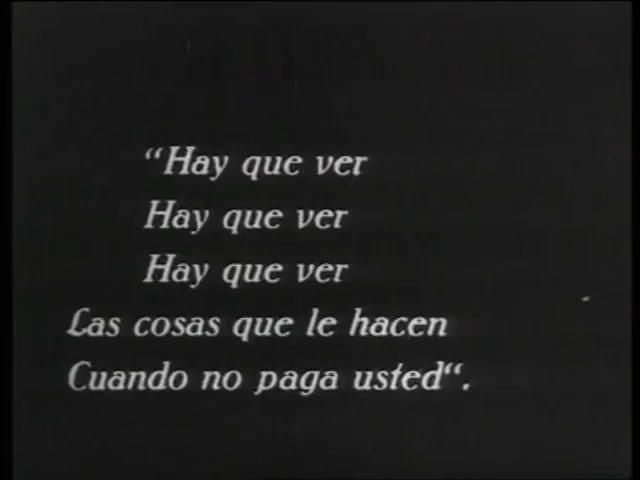 “Hay que ver
Hay que ver
Hay que ver
Las cosas que le hacen
Cuando no paga usted“.